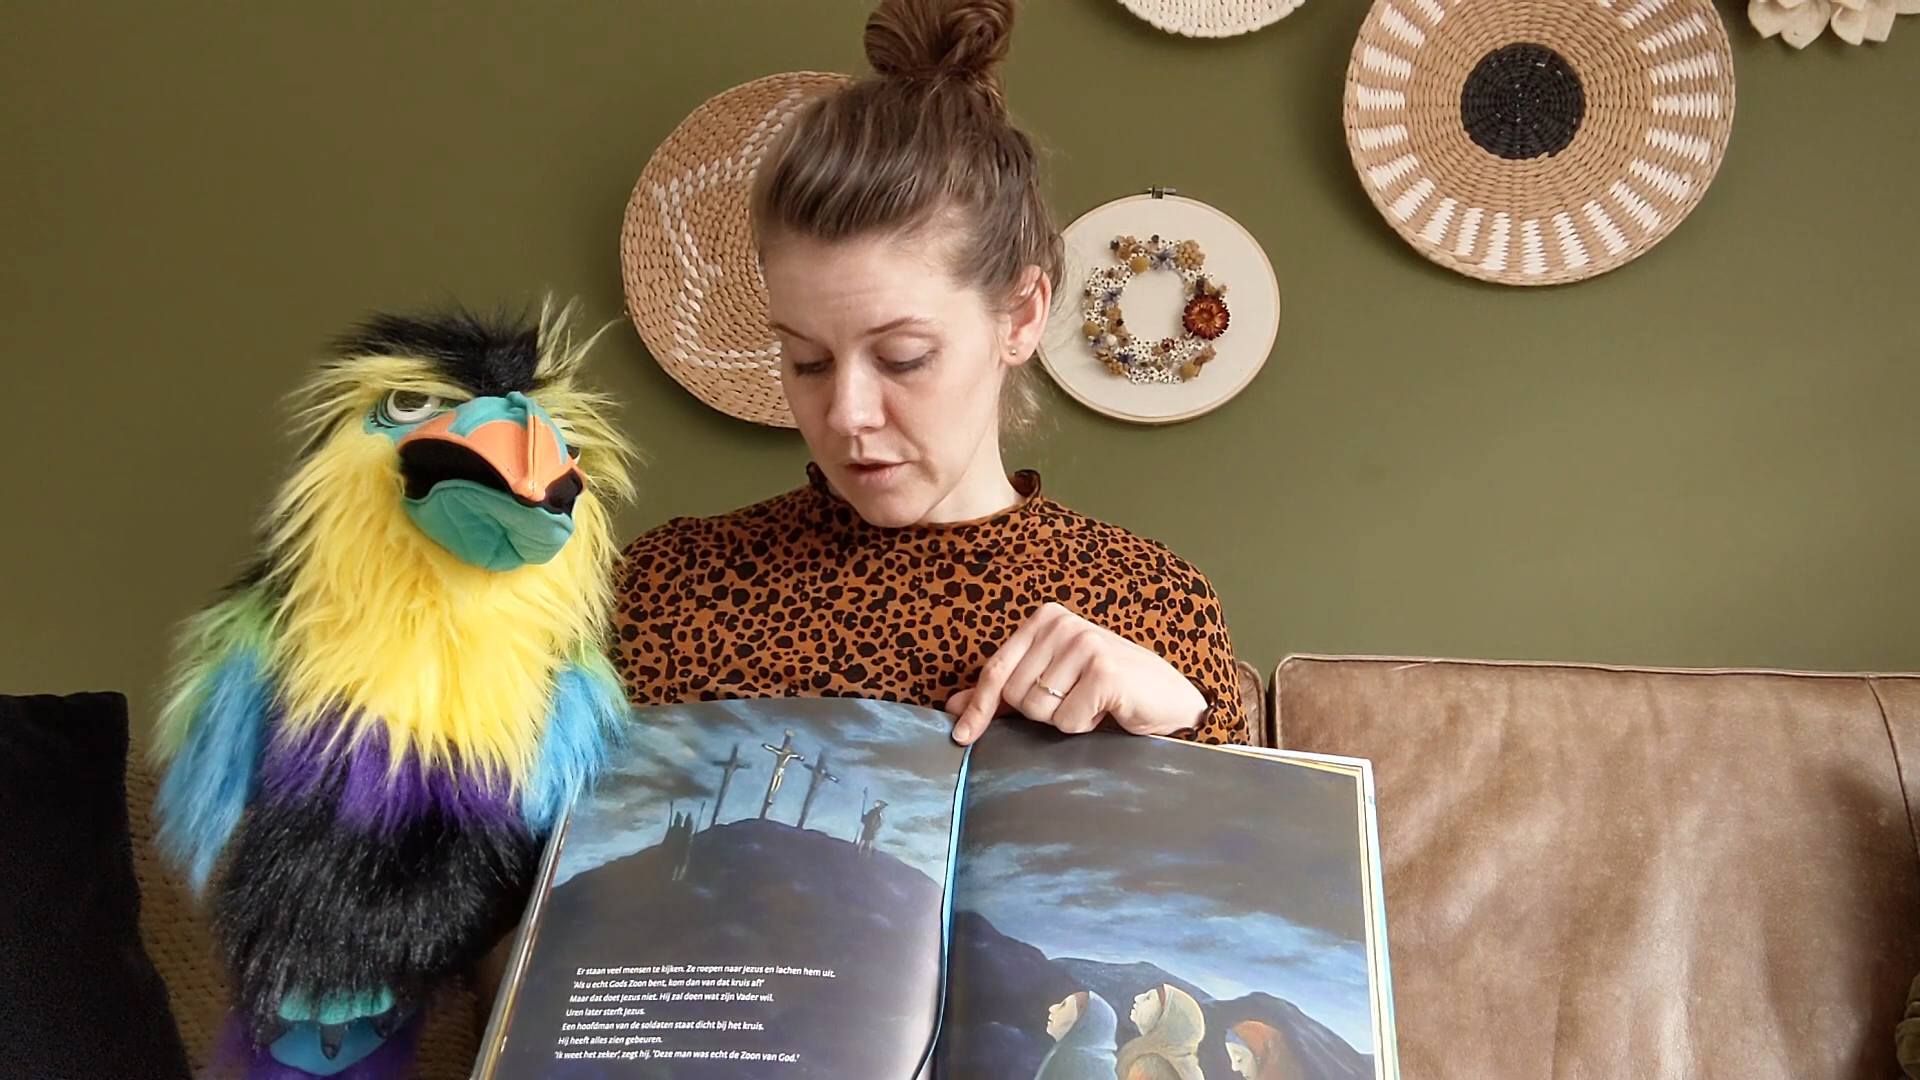 Er staan veel mensen te kijken. Ze roepen naar Jezus en lachen hem uit.
'Als u echt Gods Zoon bent, kom dan van dat kruis af!'
Maar dat doet Jezus niet. Hij zal doen wat zijn Vader wil.
Uren later sterft Jezus.
Een hoofdman van de soldaten staat dicht bij het kruis.
Hij heeft alles zien gebeuren.
'Ik weet het zeker', zegt hij. 'Deze man was echt de Zoon van God.'